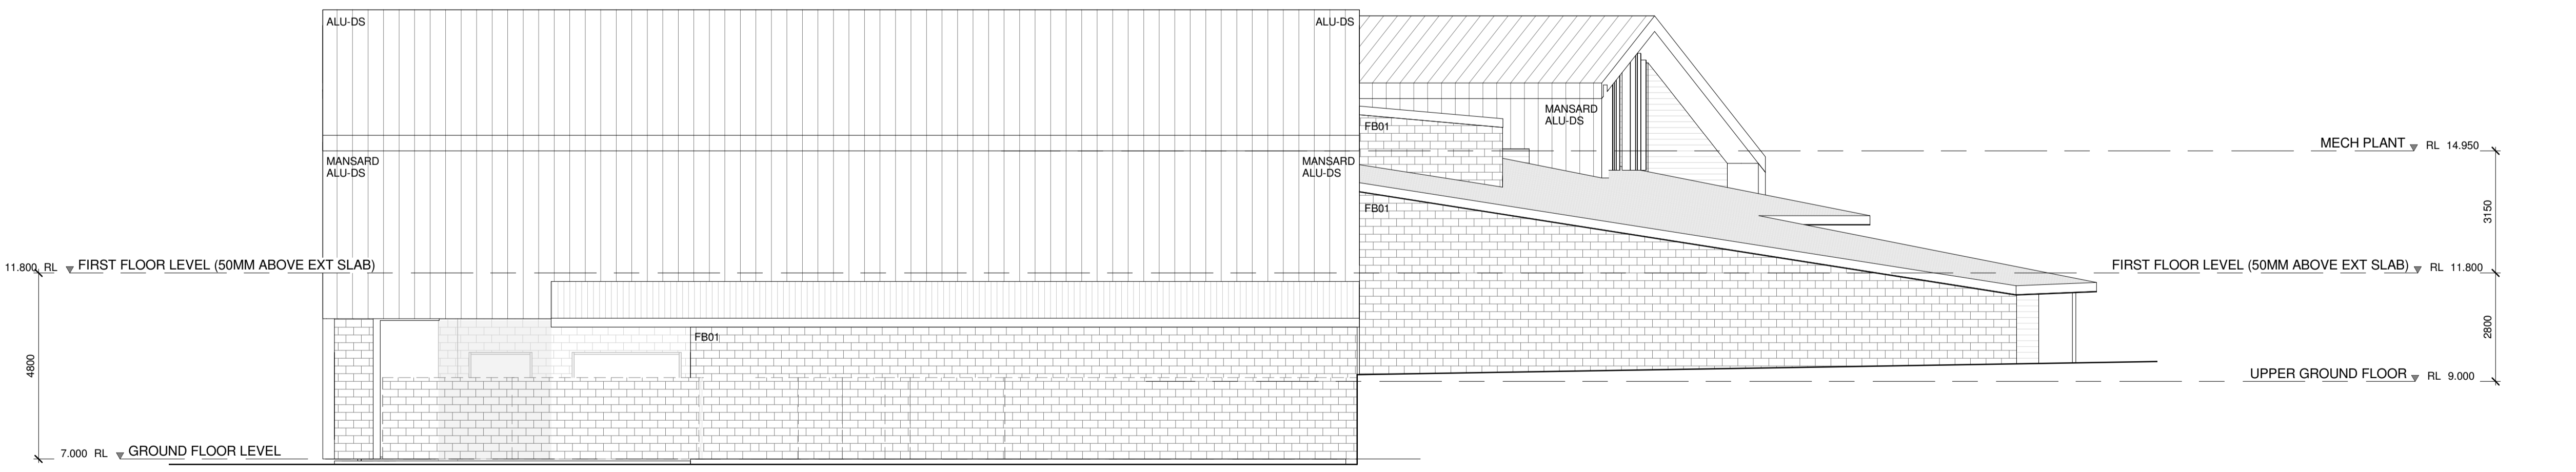 ALU-DS
ALU-DS
MANSARD
ALU-DS
FB01
MECH PLANT RL 14.950
MANSARD
ALU-DS
MANSARD
ALU-DS
FB01
3150
11.800 RL FIRST FLOOR LEVEL (50MM ABOVE EXT SLAB)
FIRST FLOOR LEVEL (50MM ABOVE EXT SLAB) RL 11.800
FB01
2800
4800
UPPER GROUND FLOOR RL 9.000
7.000 RL GROUND FLOOR LEVEL